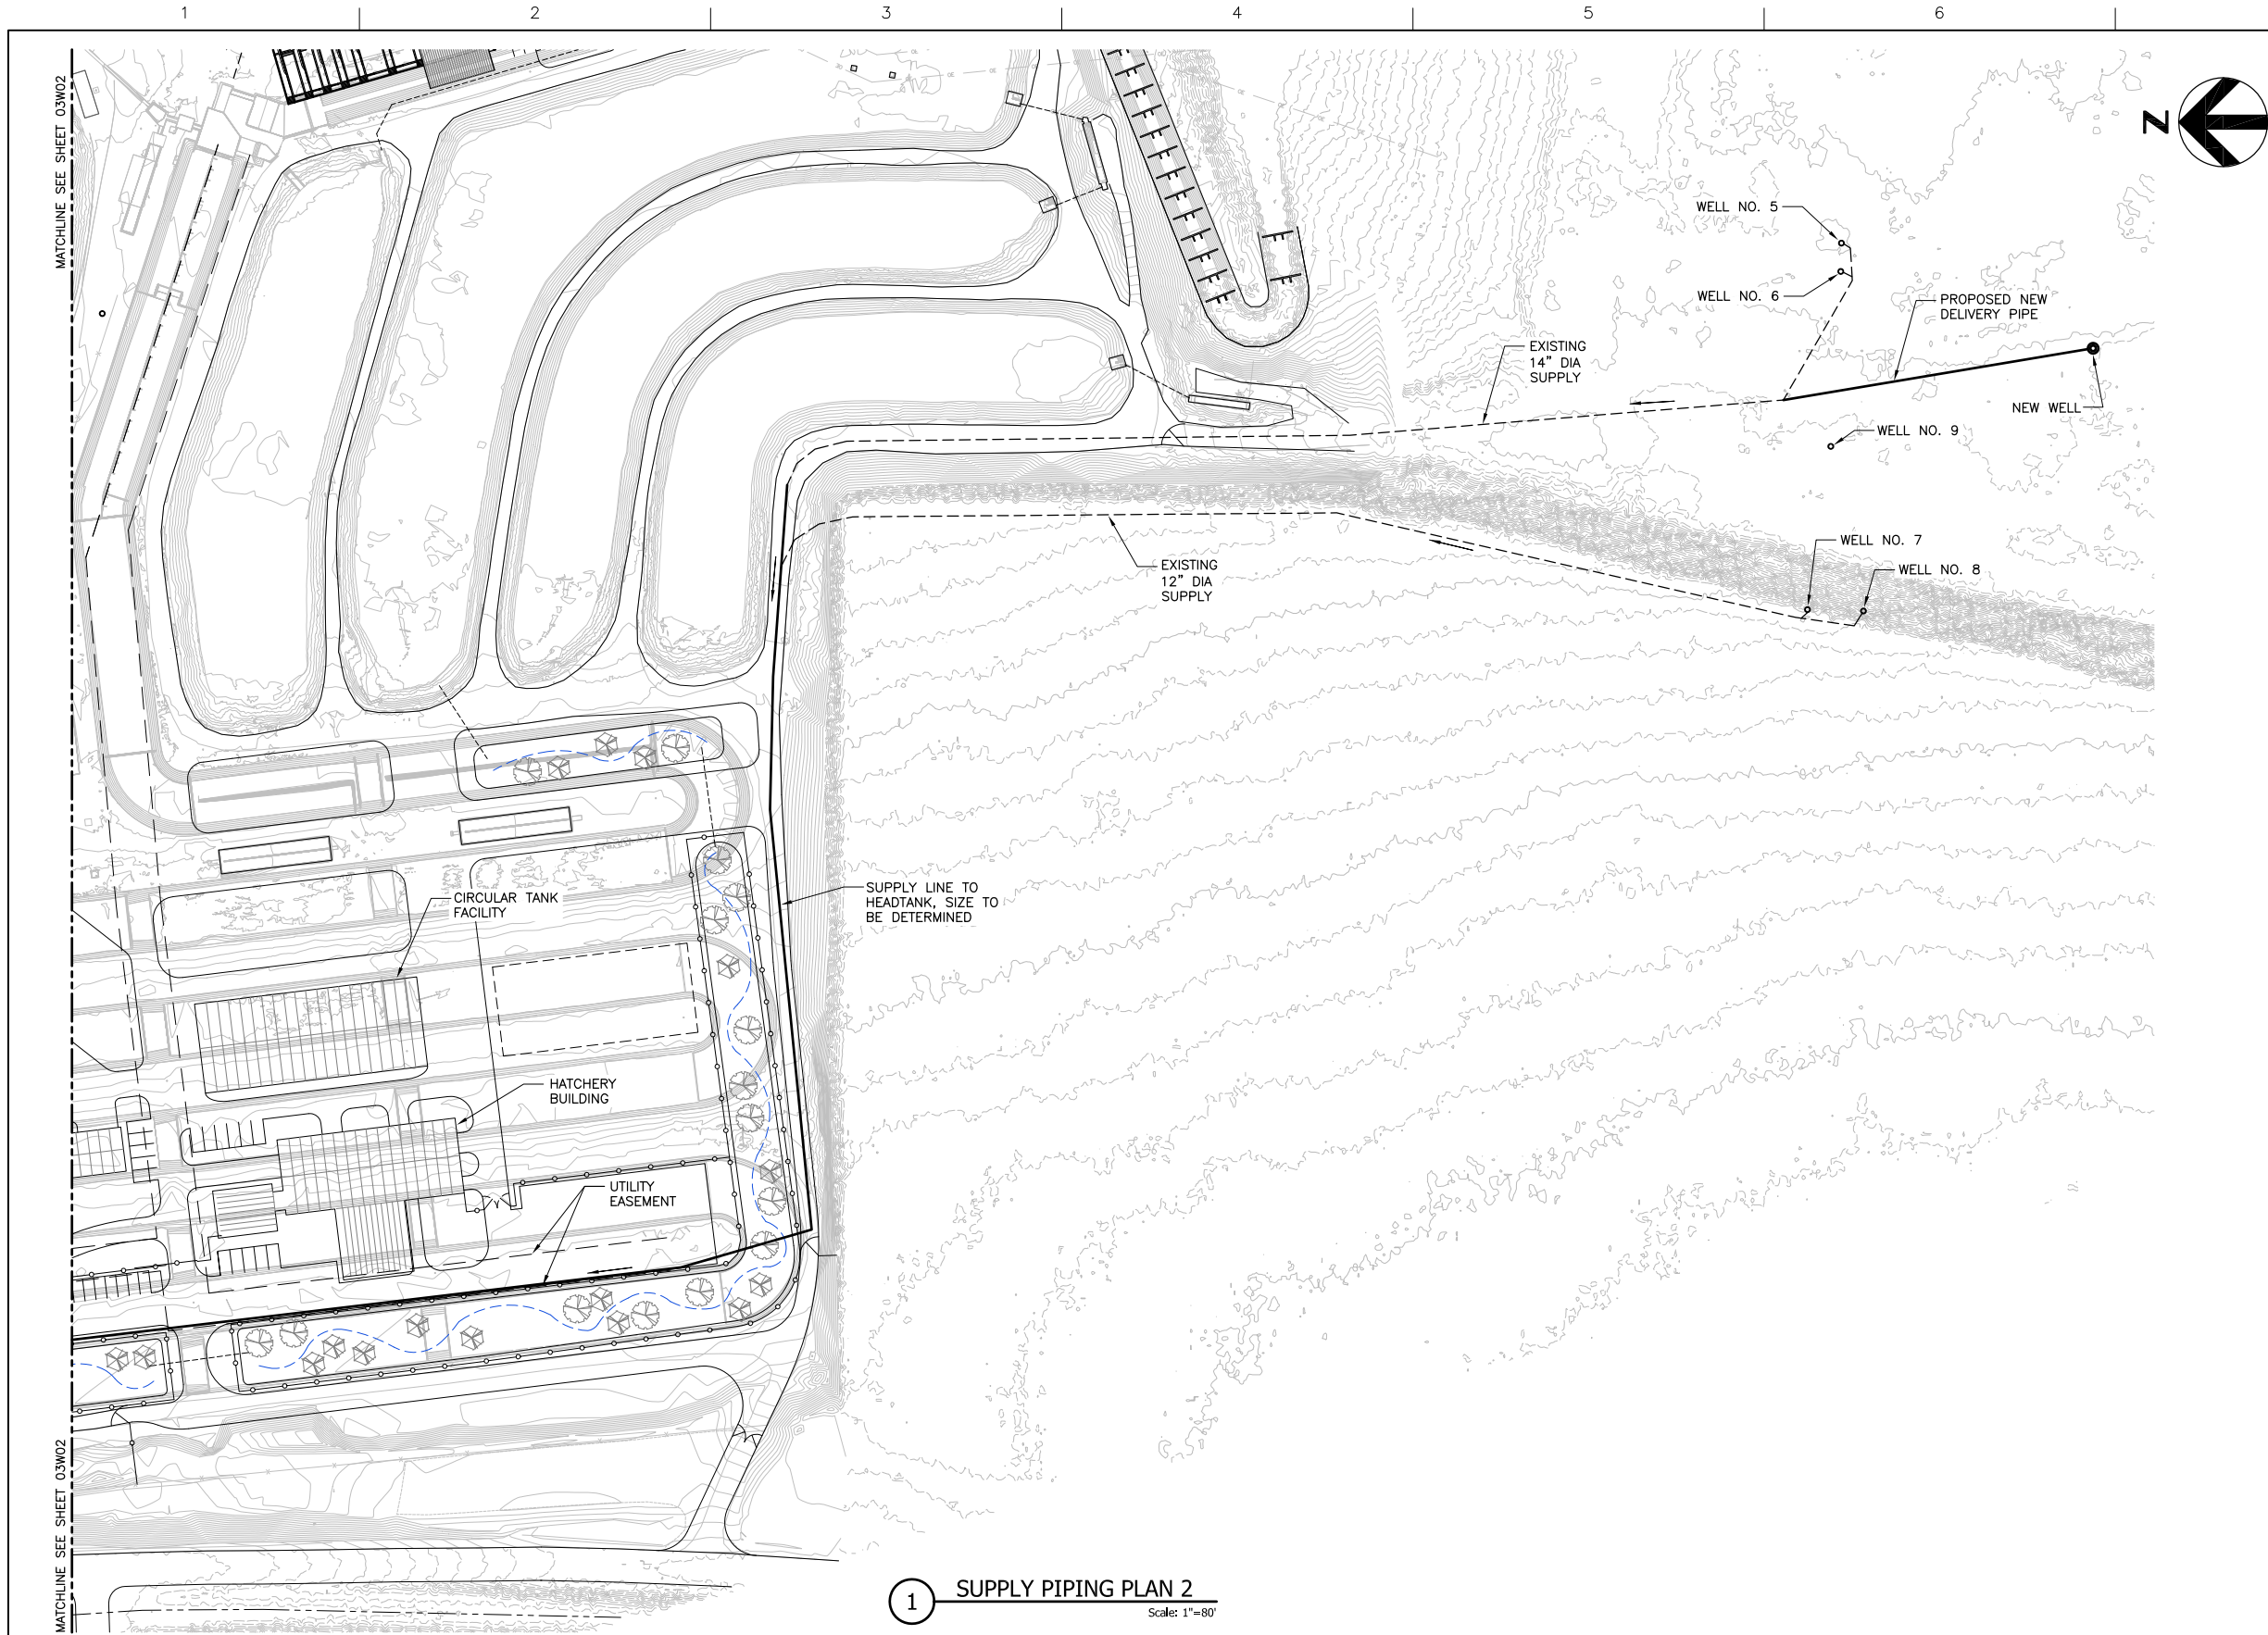 1
2
3
4
5
6
MATCHLINE SEE SHEET 03W02
N
WELL NO. 5
WELL NO. 6
PROPOSED NEW
DELIVERY PIPE
EXISTING
14" DIA
SUPPLY
NEW WELL
WELL NO. 9
WELL NO. 7
WELL NO. 8
EXISTING
12" DIA
SUPPLY
SUPPLY LINE TO
HEADTANK, SIZE TO
BE DETERMINED
CIRCULAR TANK
FACILITY
HATCHERY
BUILDING
UTILITY
EASEMENT
MATCHLINE SEE SHEET 03W02
1
SUPPLY PIPING PLAN 2
Scale: 1"=80'